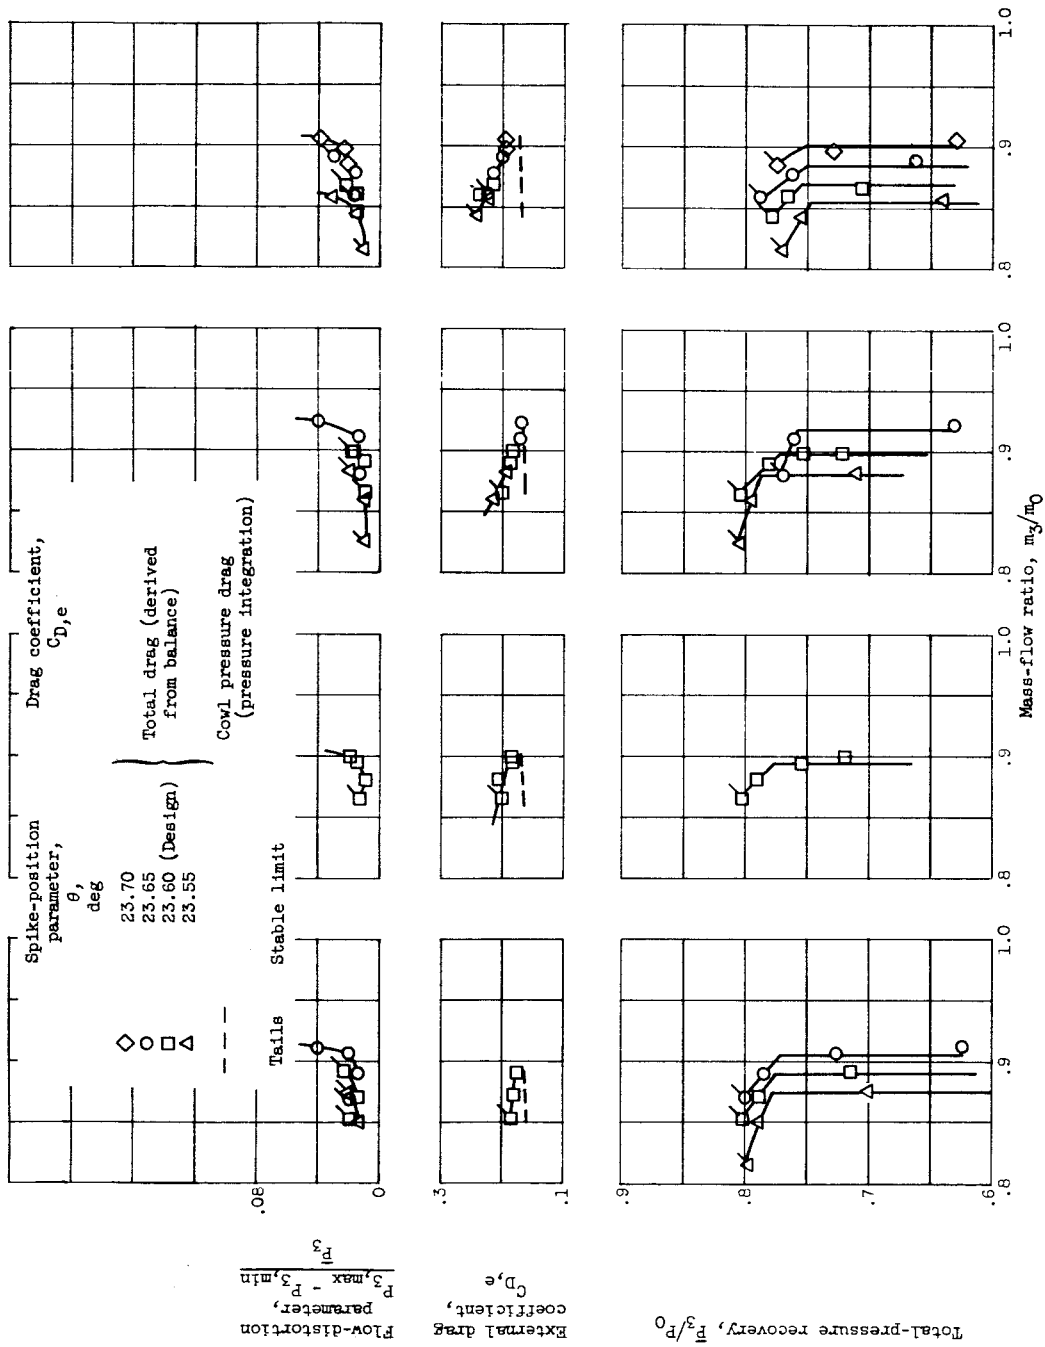 Spike-position
parameter,
θ,
deg
23.70
23.65
23.60 (Design)
23.55
Drag coefficient,
C_D,e
Total drag (derived
from balance)
Cowl pressure drag
(pressure integration)
Tails Stable limit
Flow-distortion
parameter,
P_3,max - P_3,min
P̄_3
.08
0
External drag
coefficient,
C_D,e
.3
.1
Total-pressure recovery, P̄_3/P_0
.9
.8
.7
.6
.8 .9 1.0
.8 .9 1.0
.8 .9 1.0
.8 .9 1.0
Mass-flow ratio, m_3/m_0